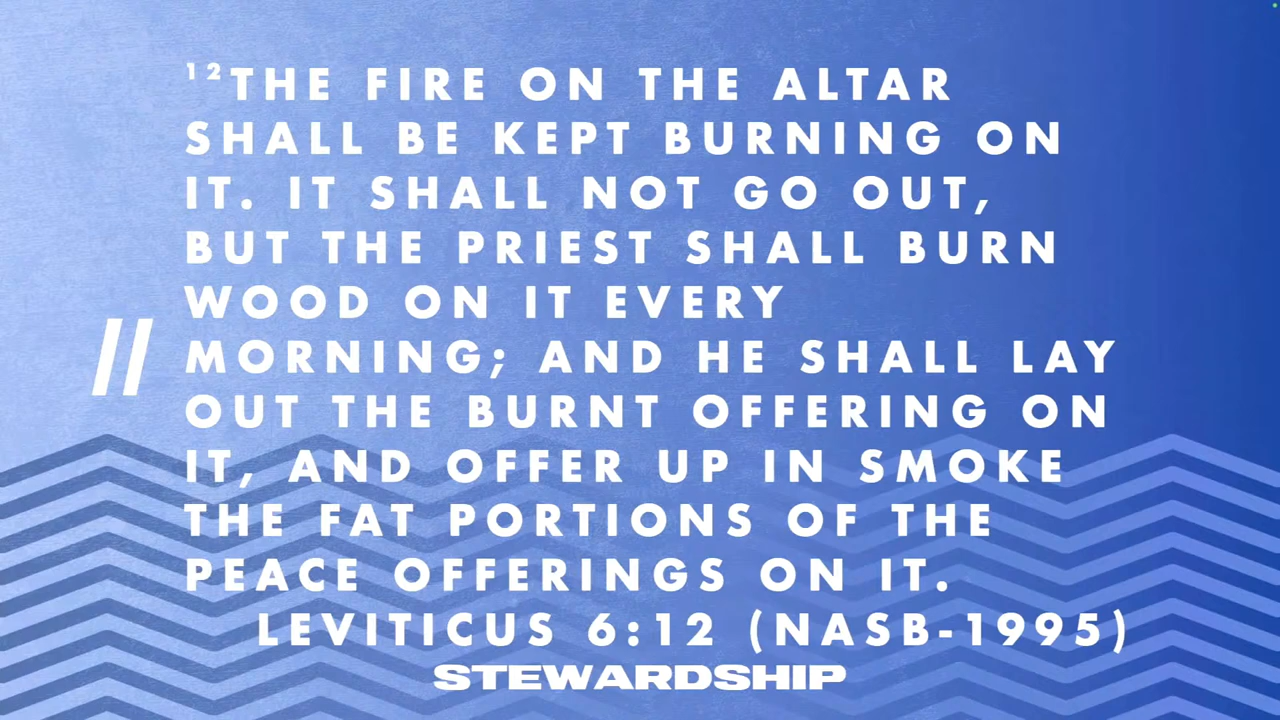 ¹²THE FIRE ON THE ALTAR
SHALL BE KEPT BURNING ON
IT. IT SHALL NOT GO OUT,
BUT THE PRIEST SHALL BURN
WOOD ON IT EVERY
MORNING; AND HE SHALL LAY
OUT THE BURNT OFFERING ON
IT, AND OFFER UP IN SMOKE
THE FAT PORTIONS OF THE
PEACE OFFERINGS ON IT.
LEVITICUS 6:12 (NASB-1995)
STEWARDSHIP